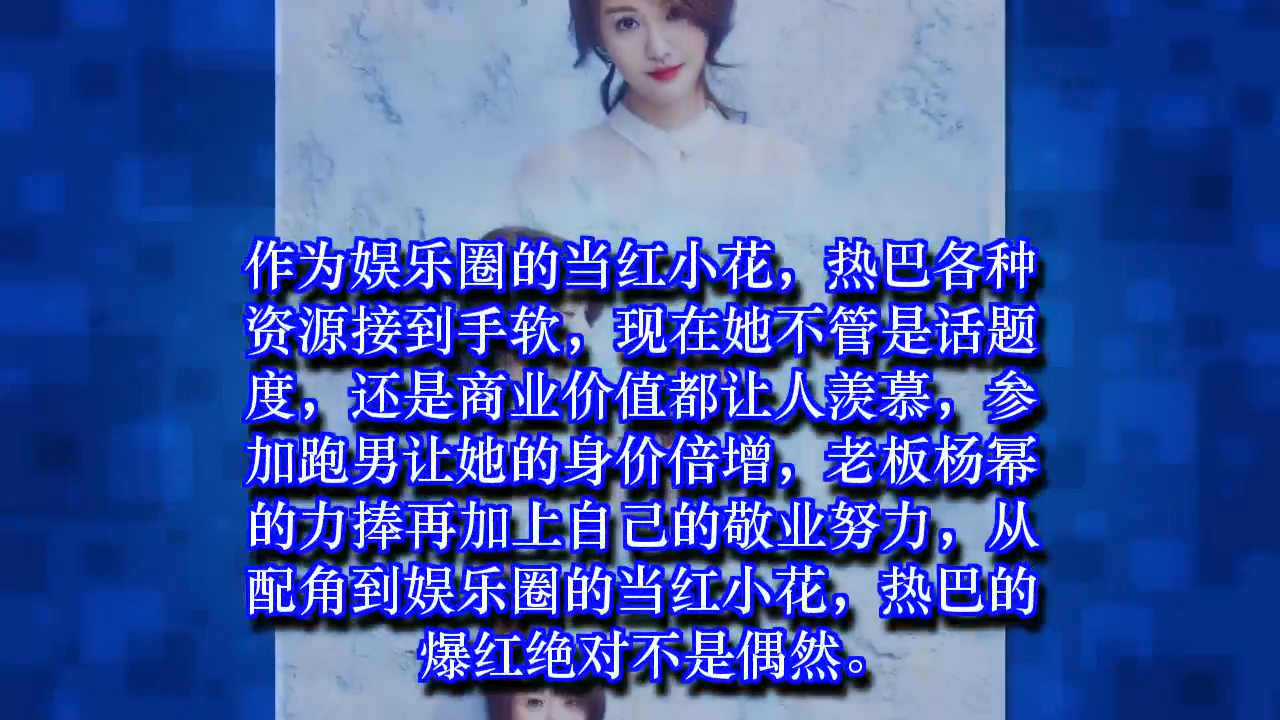 作为娱乐圈的当红小花，热巴各种
资源接到手软，现在她不管是话题
度，还是商业价值都让人羡慕，参
加跑男让她的身价倍增，老板杨幂
的力捧再加上自己的敬业努力，从
配角到娱乐圈的当红小花，热巴的
爆红绝对不是偶然。